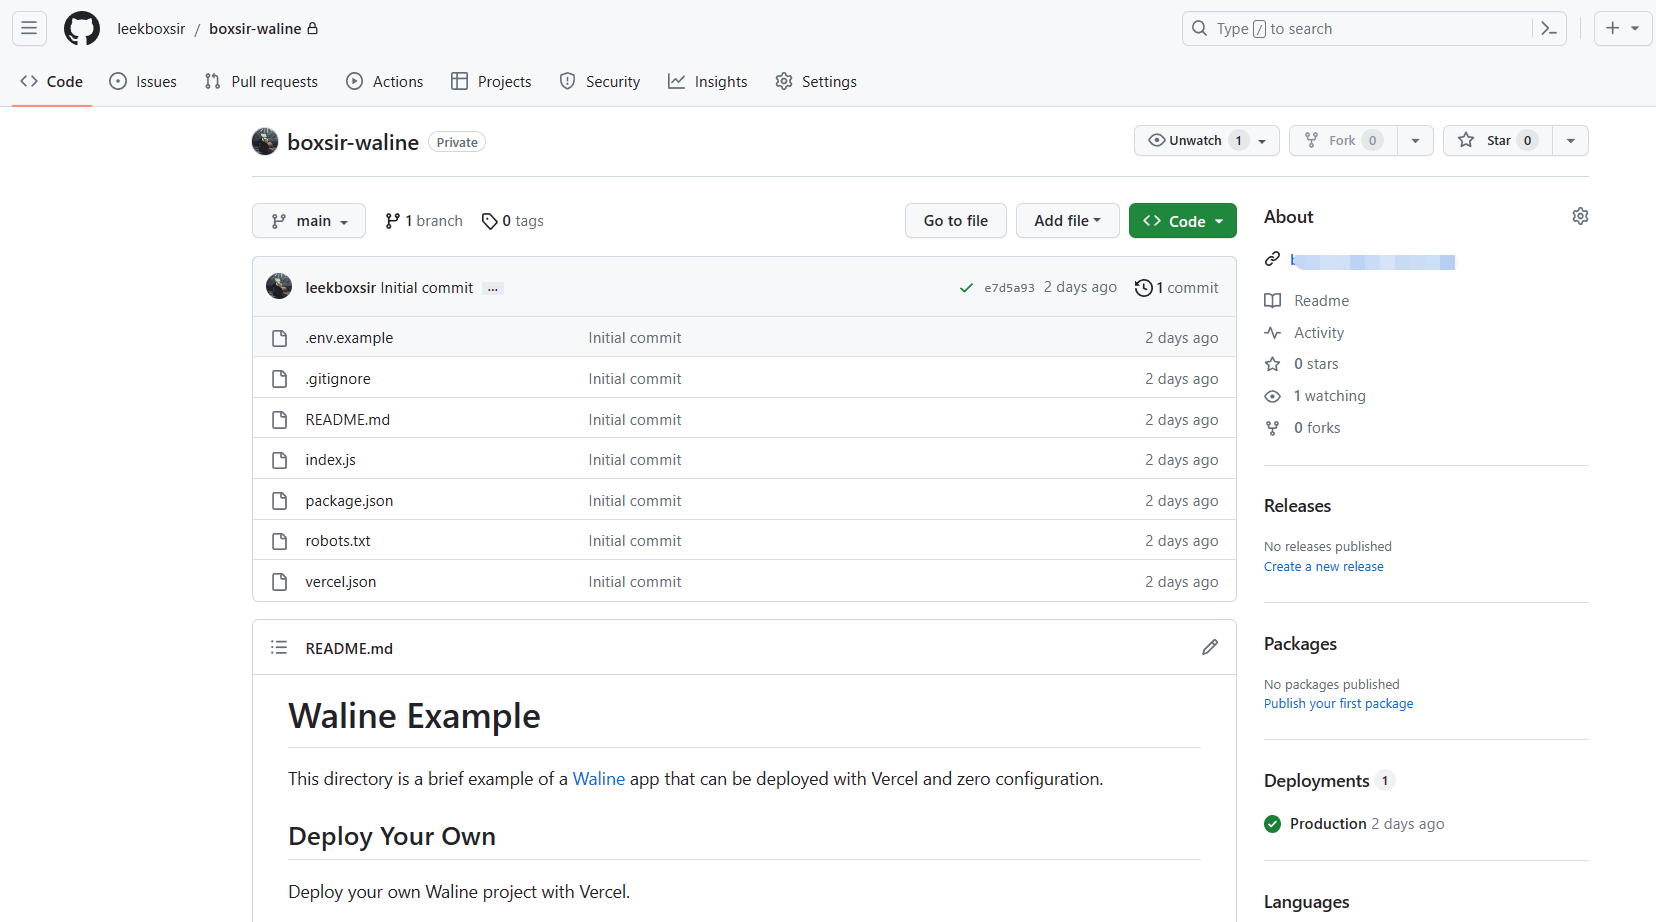 leekboxsir / boxsir-waline
Type / to search
Code Issues Pull requests Actions Projects Security Insights Settings
boxsir-waline Private
Unwatch 1 Fork 0 Star 0
main 1 branch 0 tags
Go to file Add file Code
leekboxsir Initial commit ... e7d5a93 2 days ago 1 commit
.env.example Initial commit 2 days ago
.gitignore Initial commit 2 days ago
README.md Initial commit 2 days ago
index.js Initial commit 2 days ago
package.json Initial commit 2 days ago
robots.txt Initial commit 2 days ago
vercel.json Initial commit 2 days ago
README.md
Waline Example
This directory is a brief example of a Waline app that can be deployed with Vercel and zero configuration.
Deploy Your Own
Deploy your own Waline project with Vercel.
About
Readme
Activity
0 stars
1 watching
0 forks
Releases
No releases published
Create a new release
Packages
No packages published
Publish your first package
Deployments 1
Production 2 days ago
Languages